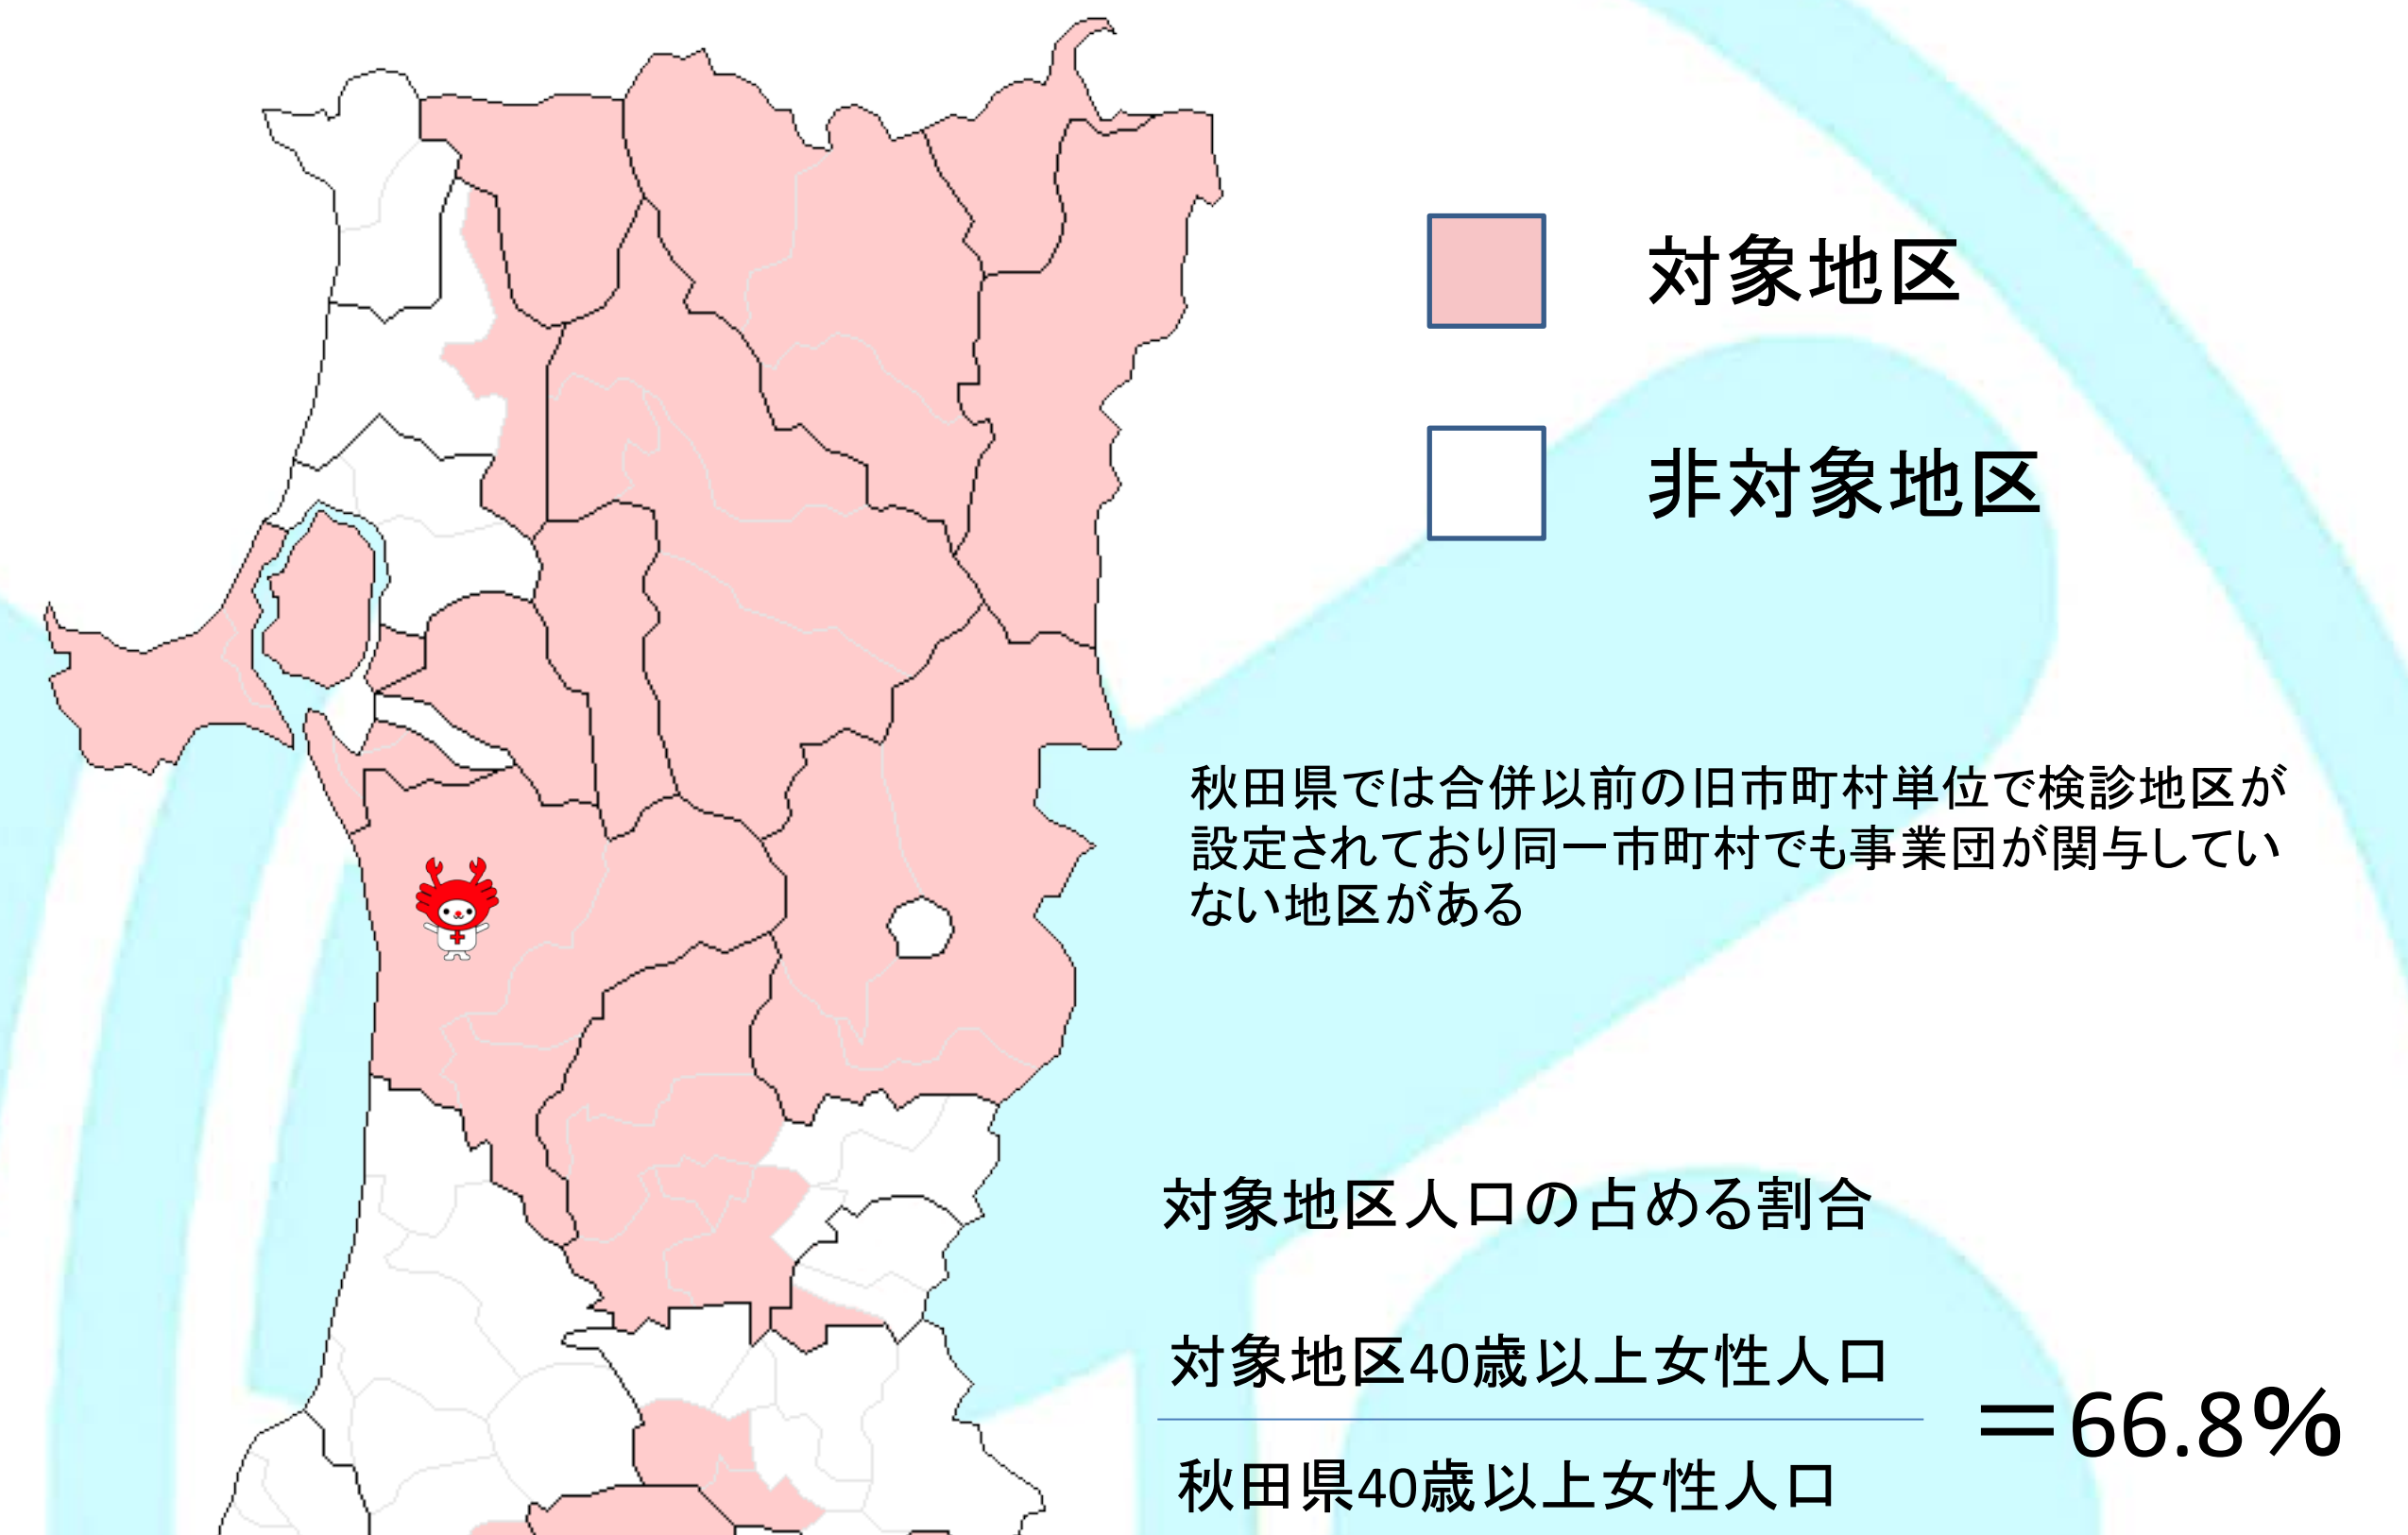 対象地区
非対象地区
秋田県では合併以前の旧市町村単位で検診地区が
設定されており同一市町村でも事業団が関与してい
ない地区がある
対象地区人口の占める割合
対象地区40歳以上女性人口
秋田県40歳以上女性人口
＝66.8%